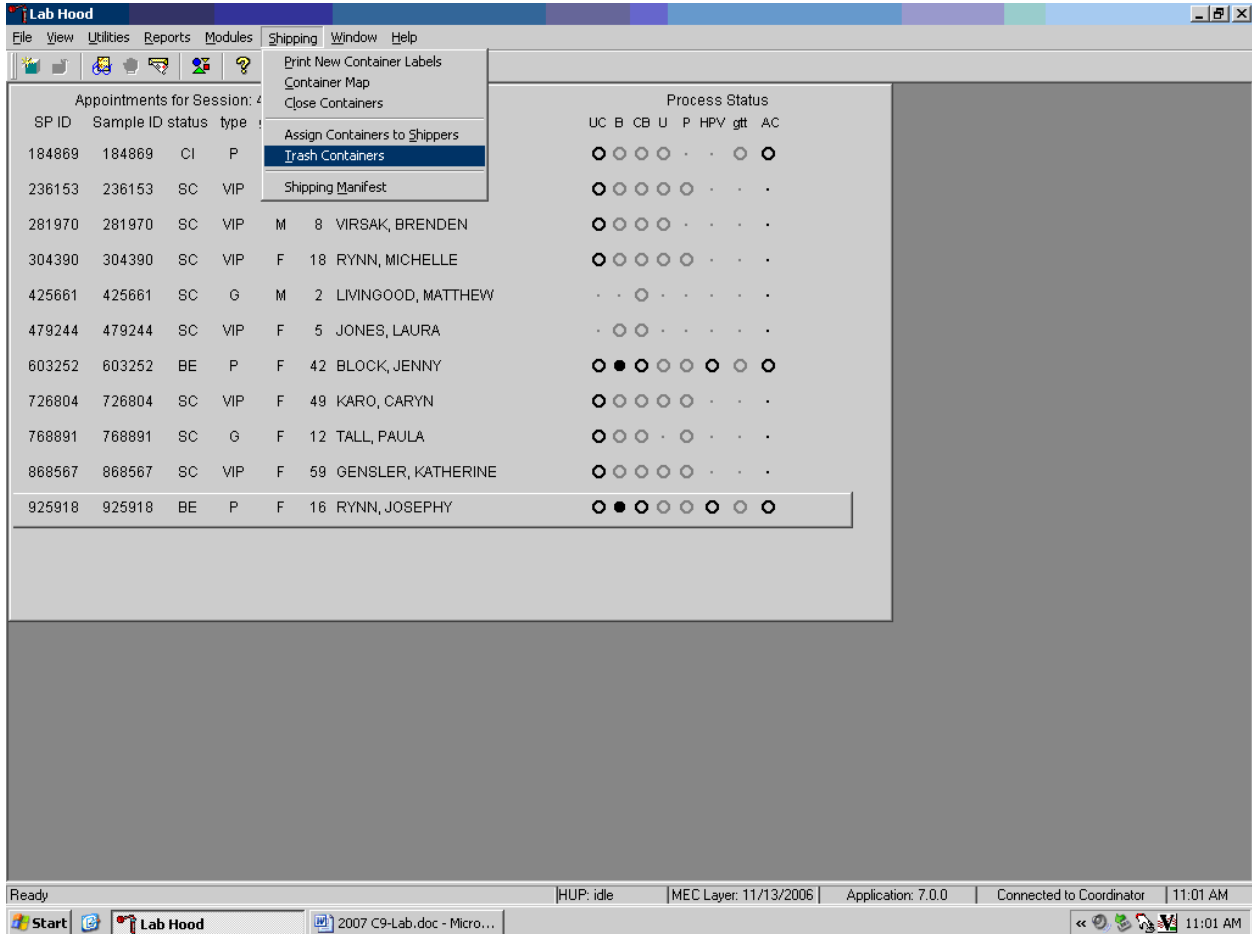 Lab Hood
File View Utilities Reports Modules Shipping Window Help
Print New Container Labels
Container Map
Close Containers
Assign Containers to Shippers
Trash Containers
Shipping Manifest
Appointments for Session: 4 Process Status
SP ID Sample ID status type UC B CB U P HPV gtt AC
184869 184869 CI P
236153 236153 SC VIP
281970 281970 SC VIP M 8 VIRSAK, BRENDEN
304390 304390 SC VIP F 18 RYNN, MICHELLE
425661 425661 SC G M 2 LIVINGOOD, MATTHEW
479244 479244 SC VIP F 5 JONES, LAURA
603252 603252 BE P F 42 BLOCK, JENNY
726804 726804 SC VIP F 49 KARO, CARYN
768891 768891 SC G F 12 TALL, PAULA
868567 868567 SC VIP F 59 GENSLER, KATHERINE
925918 925918 BE P F 16 RYNN, JOSEPHY
Ready HUP: idle MEC Layer: 11/13/2006 Application: 7.0.0 Connected to Coordinator 11:01 AM
Start Lab Hood 2007 C9-Lab.doc - Micro... 11:01 AM